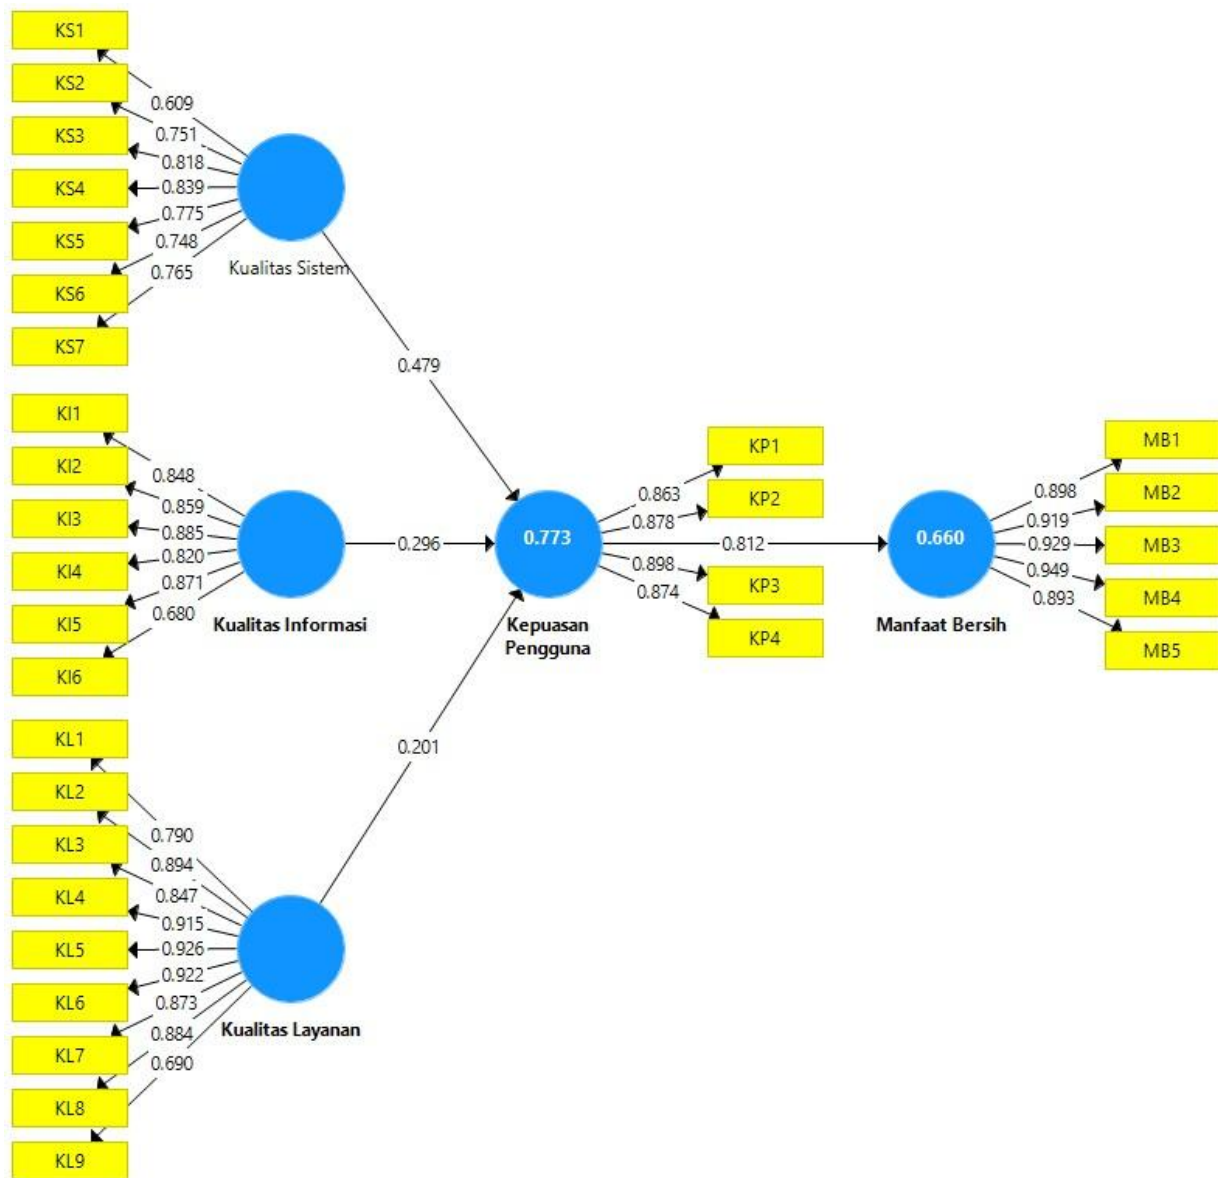 KS1
KS2
KS3
KS4
KS5
KS6
KS7
0.609
0.751
0.818
0.839
0.775
0.748
0.765
Kualitas Sistem
0.479
KI1
KI2
KI3
KI4
KI5
KI6
0.848
0.859
0.885
0.820
0.871
0.680
Kualitas Informasi
0.296
KL1
KL2
KL3
KL4
KL5
KL6
KL7
KL8
KL9
0.790
0.894
0.847
0.915
0.926
0.922
0.873
0.884
0.690
Kualitas Layanan
0.201
0.773
Kepuasan
Pengguna
KP1
KP2
KP3
KP4
0.863
0.878
0.898
0.874
0.812
0.660
Manfaat Bersih
0.898
0.919
0.929
0.949
0.893
MB1
MB2
MB3
MB4
MB5